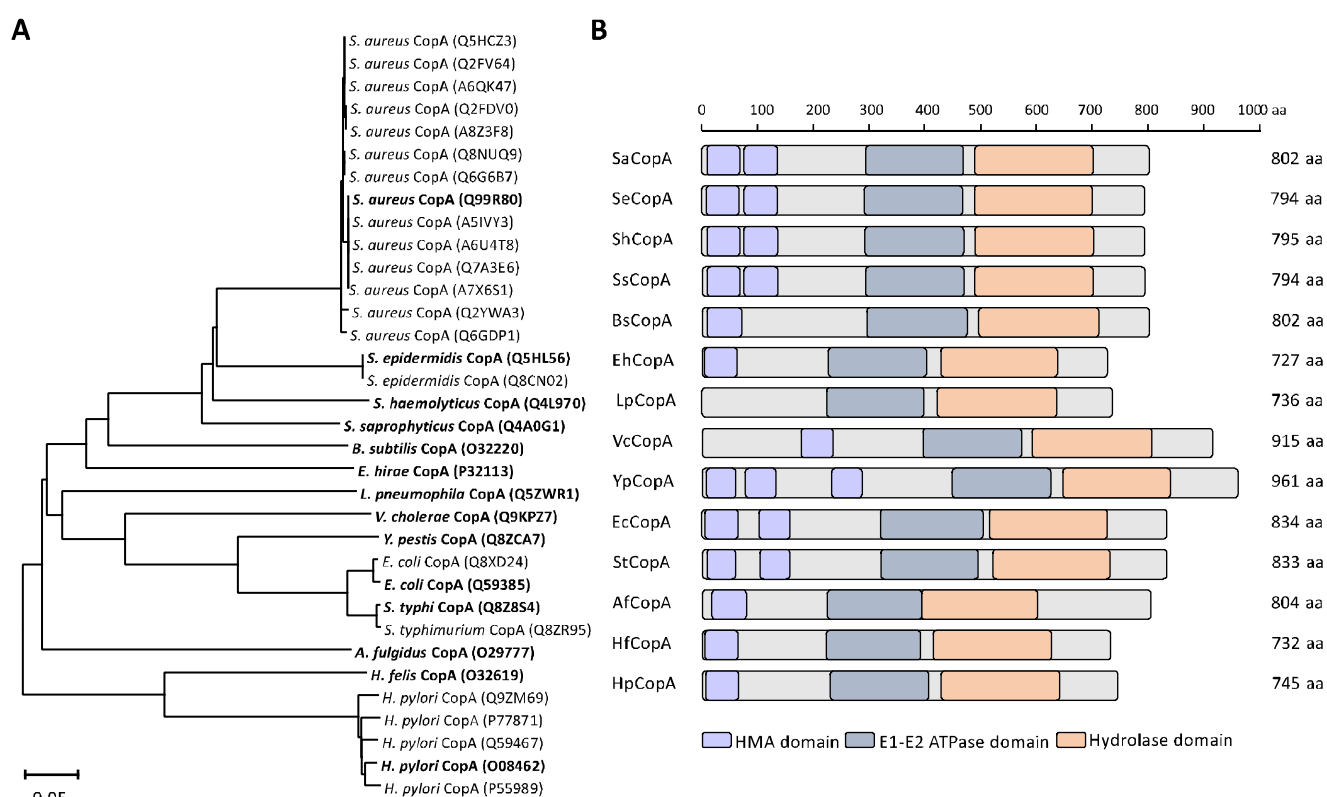 A
S. aureus CopA (Q5HCZ3)
S. aureus CopA (Q2FV64)
S. aureus CopA (A6QK47)
S. aureus CopA (Q2FDV0)
S. aureus CopA (A8Z3F8)
S. aureus CopA (Q8NUQ9)
S. aureus CopA (Q6G6B7)
S. aureus CopA (Q99R80)
S. aureus CopA (A5IVY3)
S. aureus CopA (A6U4T8)
S. aureus CopA (Q7A3E6)
S. aureus CopA (A7X6S1)
S. aureus CopA (Q2YWA3)
S. aureus CopA (Q6GDP1)
S. epidermidis CopA (Q5HL56)
S. epidermidis CopA (Q8CN02)
S. haemolyticus CopA (Q4L970)
S. saprophyticus CopA (Q4A0G1)
B. subtilis CopA (O32220)
E. hirae CopA (P32113)
L. pneumophila CopA (Q5ZWR1)
V. cholerae CopA (Q9KPZ7)
Y. pestis CopA (Q8ZCA7)
E. coli CopA (Q8XD24)
E. coli CopA (Q59385)
S. typhi CopA (Q8Z8S4)
S. typhimurium CopA (Q8ZR95)
A. fulgidus CopA (O29777)
H. felis CopA (O32619)
H. pylori CopA (Q9ZM69)
H. pylori CopA (P77871)
H. pylori CopA (Q59467)
H. pylori CopA (O08462)
H. pylori CopA (P55989)
B
0 100 200 300 400 500 600 700 800 900 1000 aa
SaCopA 802 aa
SeCopA 794 aa
ShCopA 795 aa
SsCopA 794 aa
BsCopA 802 aa
EhCopA 727 aa
LpCopA 736 aa
VcCopA 915 aa
YpCopA 961 aa
EcCopA 834 aa
StCopA 833 aa
AfCopA 804 aa
HfCopA 732 aa
HpCopA 745 aa
HMA domain E1-E2 ATPase domain Hydrolase domain